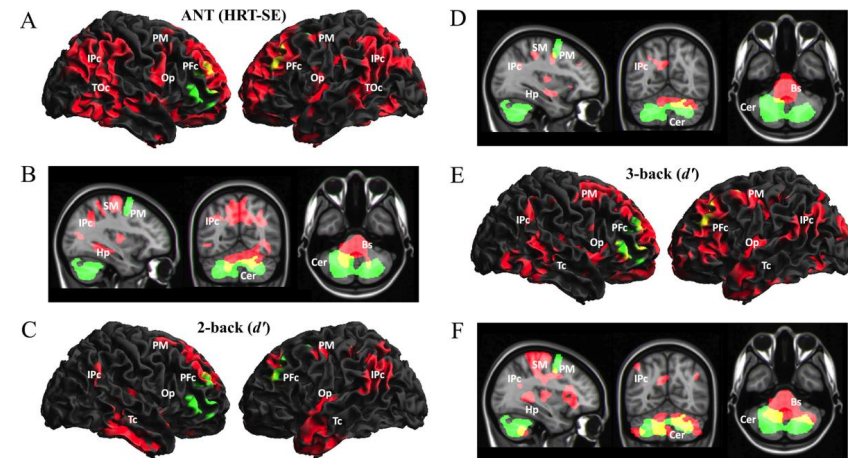 A
ANT (HRT-SE)
PM
IPc
PFc
TOc
Op
PM
PFc
IPc
Op
TOc
B
SM
PM
IPc
Hp
IPc
Cer
Bs
Cer
C
2-back (d')
PM
IPc
PFc
Op
Tc
PM
IPc
PFc
Op
Tc
D
SM
PM
IPc
Hp
IPc
Cer
Bs
Cer
E
3-back (d')
PM
IPc
PFc
Op
Tc
PM
IPc
PFc
Op
Tc
F
SM
PM
IPc
Hp
IPc
Cer
Bs
Cer